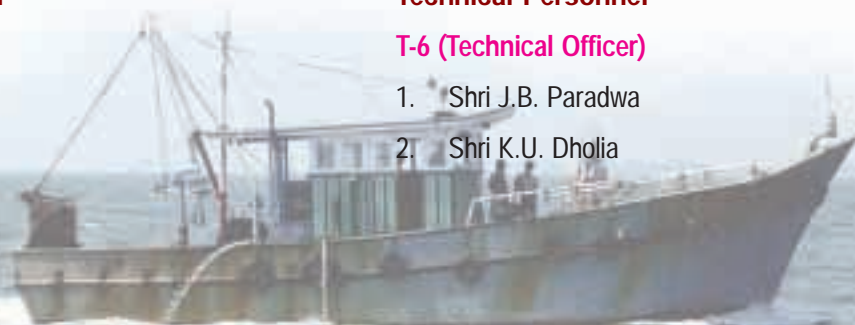 Technical Personnel
T-6 (Technical Officer)
1. Shri J.B. Paradwa
2. Shri K.U. Dholia